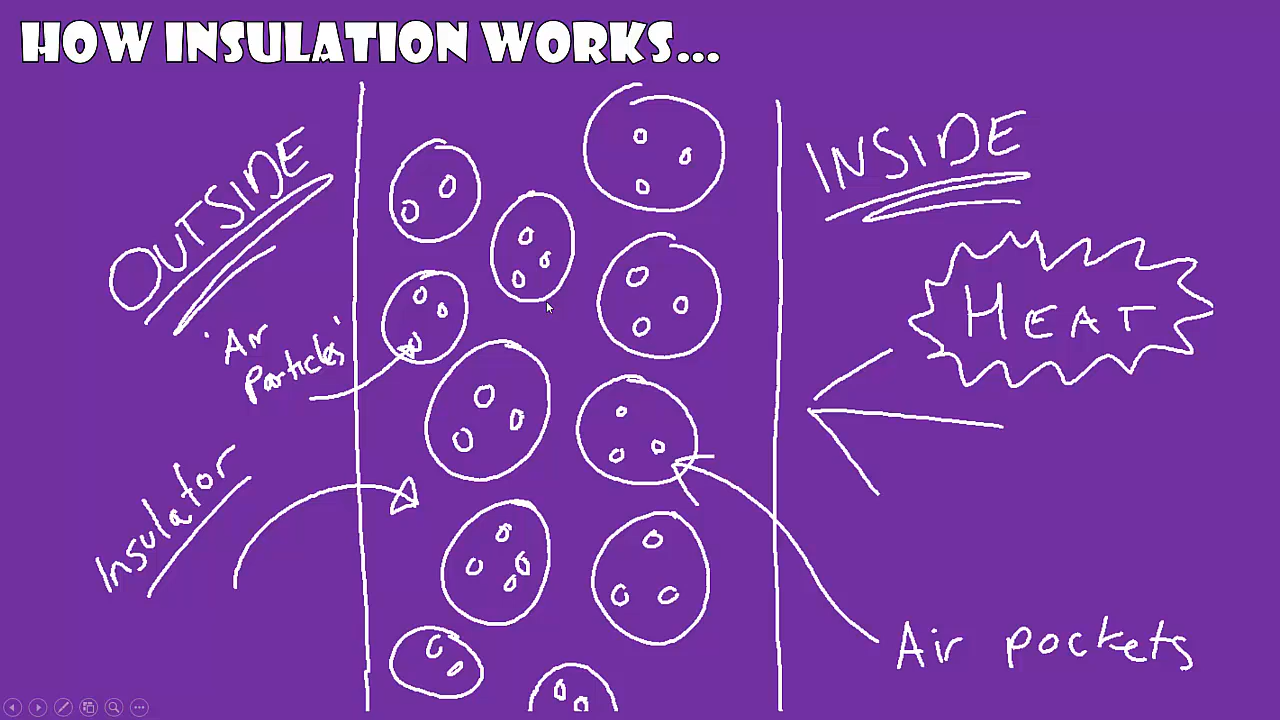 HOW INSULATION WORKS...
OUTSIDE
INSIDE
HEAT
'Air
Particles'
Insulator
Air pockets